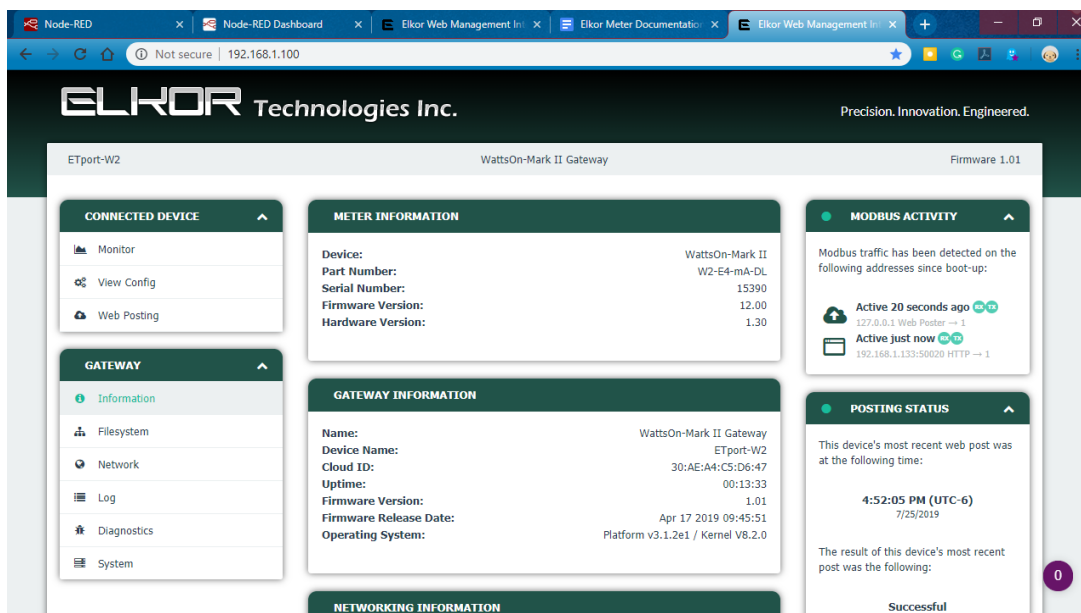 Node-RED
Node-RED Dashboard
Elkor Web Management Int
Elkor Meter Documentation
Elkor Web Management In
Not secure | 192.168.1.100
ELKOR Technologies Inc.
Precision. Innovation. Engineered.
ETport-W2
WattsOn-Mark II Gateway
Firmware 1.01
CONNECTED DEVICE
Monitor
View Config
Web Posting
GATEWAY
Information
Filesystem
Network
Log
Diagnostics
System
METER INFORMATION
Device: WattsOn-Mark II
Part Number: W2-E4-mA-DL
Serial Number: 15390
Firmware Version: 12.00
Hardware Version: 1.30
GATEWAY INFORMATION
Name: WattsOn-Mark II Gateway
Device Name: ETport-W2
Cloud ID: 30:AE:A4:C5:D6:47
Uptime: 00:13:33
Firmware Version: 1.01
Firmware Release Date: Apr 17 2019 09:45:51
Operating System: Platform v3.1.2e1 / Kernel V8.2.0
NETWORKING INFORMATION
MODBUS ACTIVITY
Modbus traffic has been detected on the
following addresses since boot-up:
Active 20 seconds ago RX TX
127.0.0.1 Web Poster → 1
Active just now RX TX
192.168.1.133:50020 HTTP → 1
POSTING STATUS
This device's most recent web post was
at the following time:
4:52:05 PM (UTC-6)
7/25/2019
The result of this device's most recent
post was the following:
Successful
0